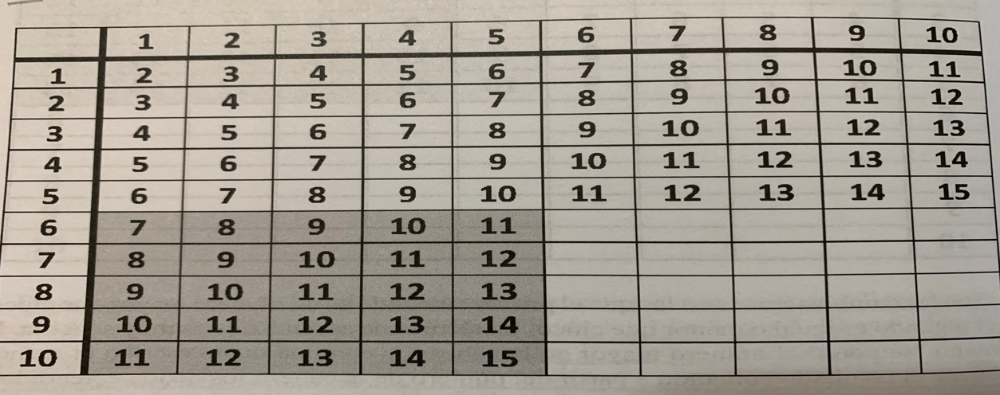 1 2 3 4 5 6 7 8 9 10
1 2 3 4 5 6 7 8 9 10 11
2 3 4 5 6 7 8 9 10 11 12
3 4 5 6 7 8 9 10 11 12 13
4 5 6 7 8 9 10 11 12 13 14
5 6 7 8 9 10 11 12 13 14 15
6 7 8 9 10 11
7 8 9 10 11 12
8 9 10 11 12 13
9 10 11 12 13 14
10 11 12 13 14 15